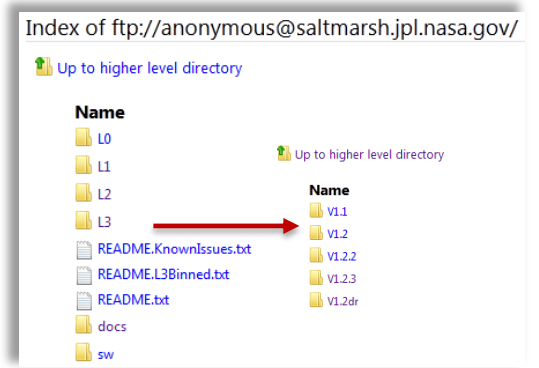 Index of ftp://anonymous@saltmarsh.jpl.nasa.gov/
Up to higher level directory
Name
L0
L1
L2
L3
README.KnownIssues.txt
README.L3Binned.txt
README.txt
docs
sw
Up to higher level directory
Name
V1.1
V1.2
V1.2.2
V1.2.3
V1.2dr